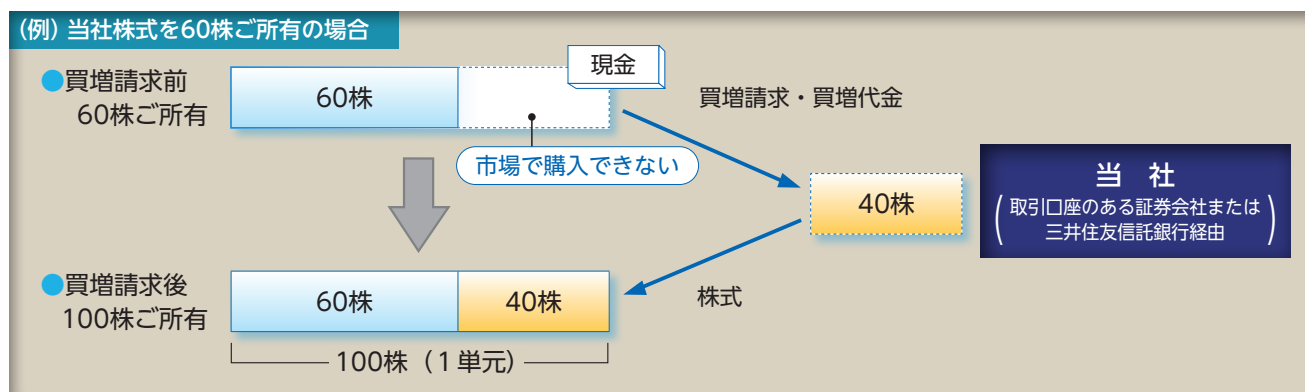 (例) 当社株式を60株ご所有の場合
●買増請求前
60株ご所有
60株
現金
市場で購入できない
買増請求・買増代金
40株
当 社
(取引口座のある証券会社または
三井住友信託銀行経由)
●買増請求後
100株ご所有
60株
40株
株式
100株（1単元）